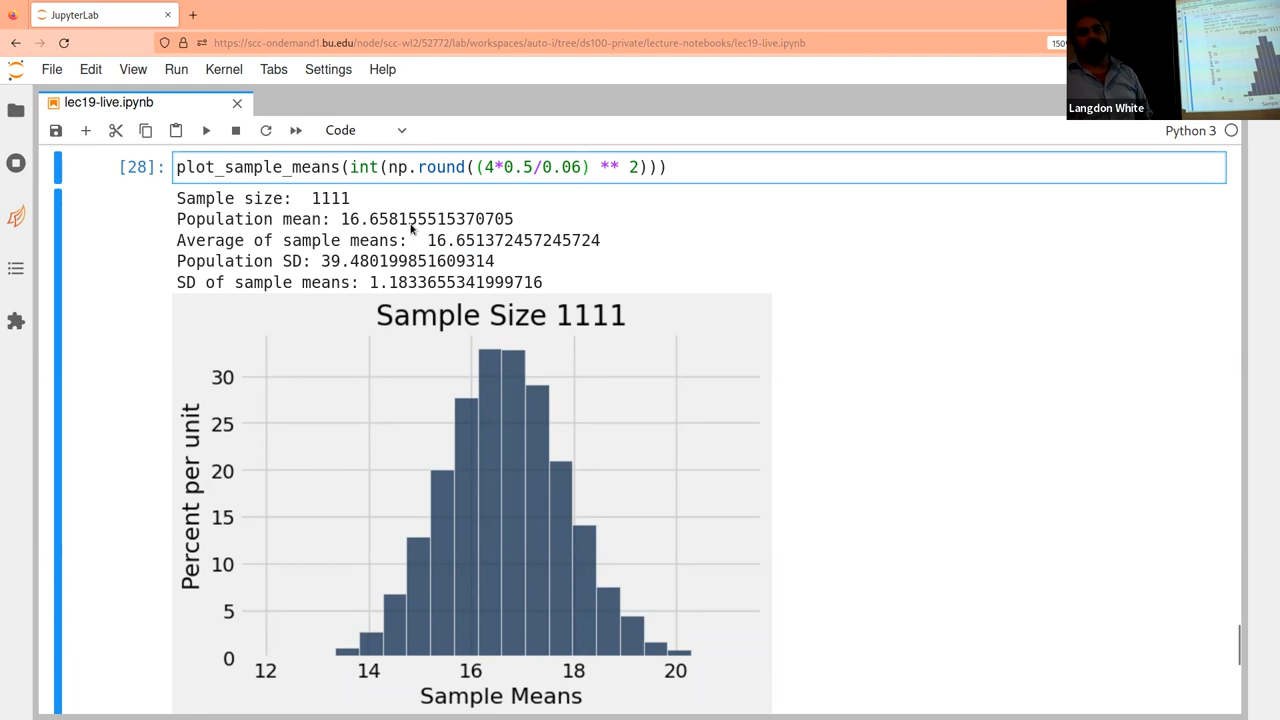 JupyterLab
https://scc-ondemand1.bu.edu/node/scc-wl2/52772/lab/workspaces/auto-i/tree/ds100-private/lecture-notebooks/lec19-live.ipynb
150%
File Edit View Run Kernel Tabs Settings Help
Langdon White
lec19-live.ipynb
Code
Python 3
[28]: plot_sample_means(int(np.round((4*0.5/0.06) ** 2)))
Sample size:  1111
Population mean: 16.658155515370705
Average of sample means:  16.651372457245724
Population SD: 39.480199851609314
SD of sample means: 1.1833655341999716
Sample Size 1111
Percent per unit
30
25
20
15
10
5
0
12 14 16 18 20
Sample Means